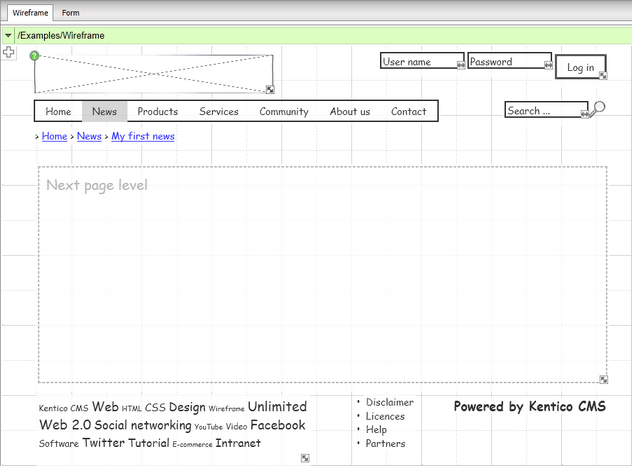 Wireframe Form
/Examples/Wireframe
?
User name Password Log in
Home News Products Services Community About us Contact
Search ...
> Home > News > My first news
Next page level
Kentico CMS Web HTML CSS Design Wireframe Unlimited
Web 2.0 Social networking YouTube Video Facebook
Software Twitter Tutorial E-commerce Intranet
• Disclaimer
• Licences
• Help
• Partners
Powered by Kentico CMS